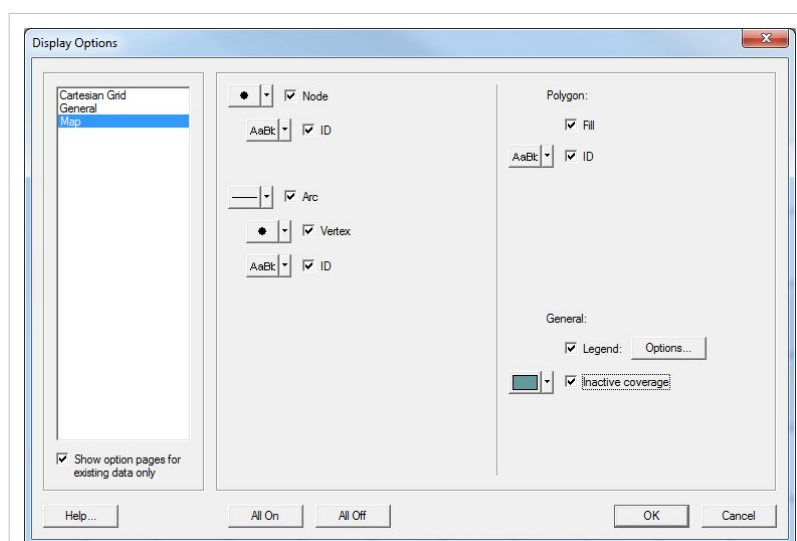 Display Options
Cartesian Grid
General
Map
Show option pages for
existing data only
Node
AaBb ID
Arc
Vertex
AaBb ID
Polygon:
Fill
AaBb ID
General:
Legend: Options...
Inactive coverage
Help...
All On
All Off
OK
Cancel